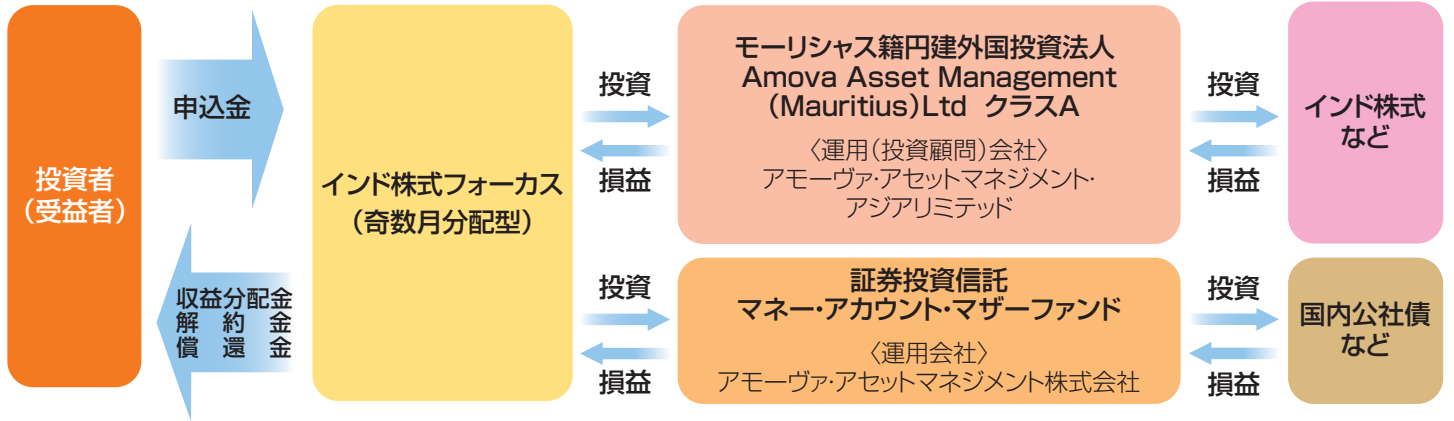 投資者
（受益者）
申込金
収益分配金
解約金
償還金
インド株式フォーカス
（奇数月分配型）
投資
損益
モーリシャス籍円建外国投資法人
Amova Asset Management
（Mauritius）Ltd クラスA
〈運用（投資顧問）会社〉
アモーヴァ・アセットマネジメント・
アジアリミテッド
投資
損益
インド株式
など
投資
損益
証券投資信託
マネー・アカウント・マザーファンド
〈運用会社〉
アモーヴァ・アセットマネジメント株式会社
投資
損益
国内公社債
など